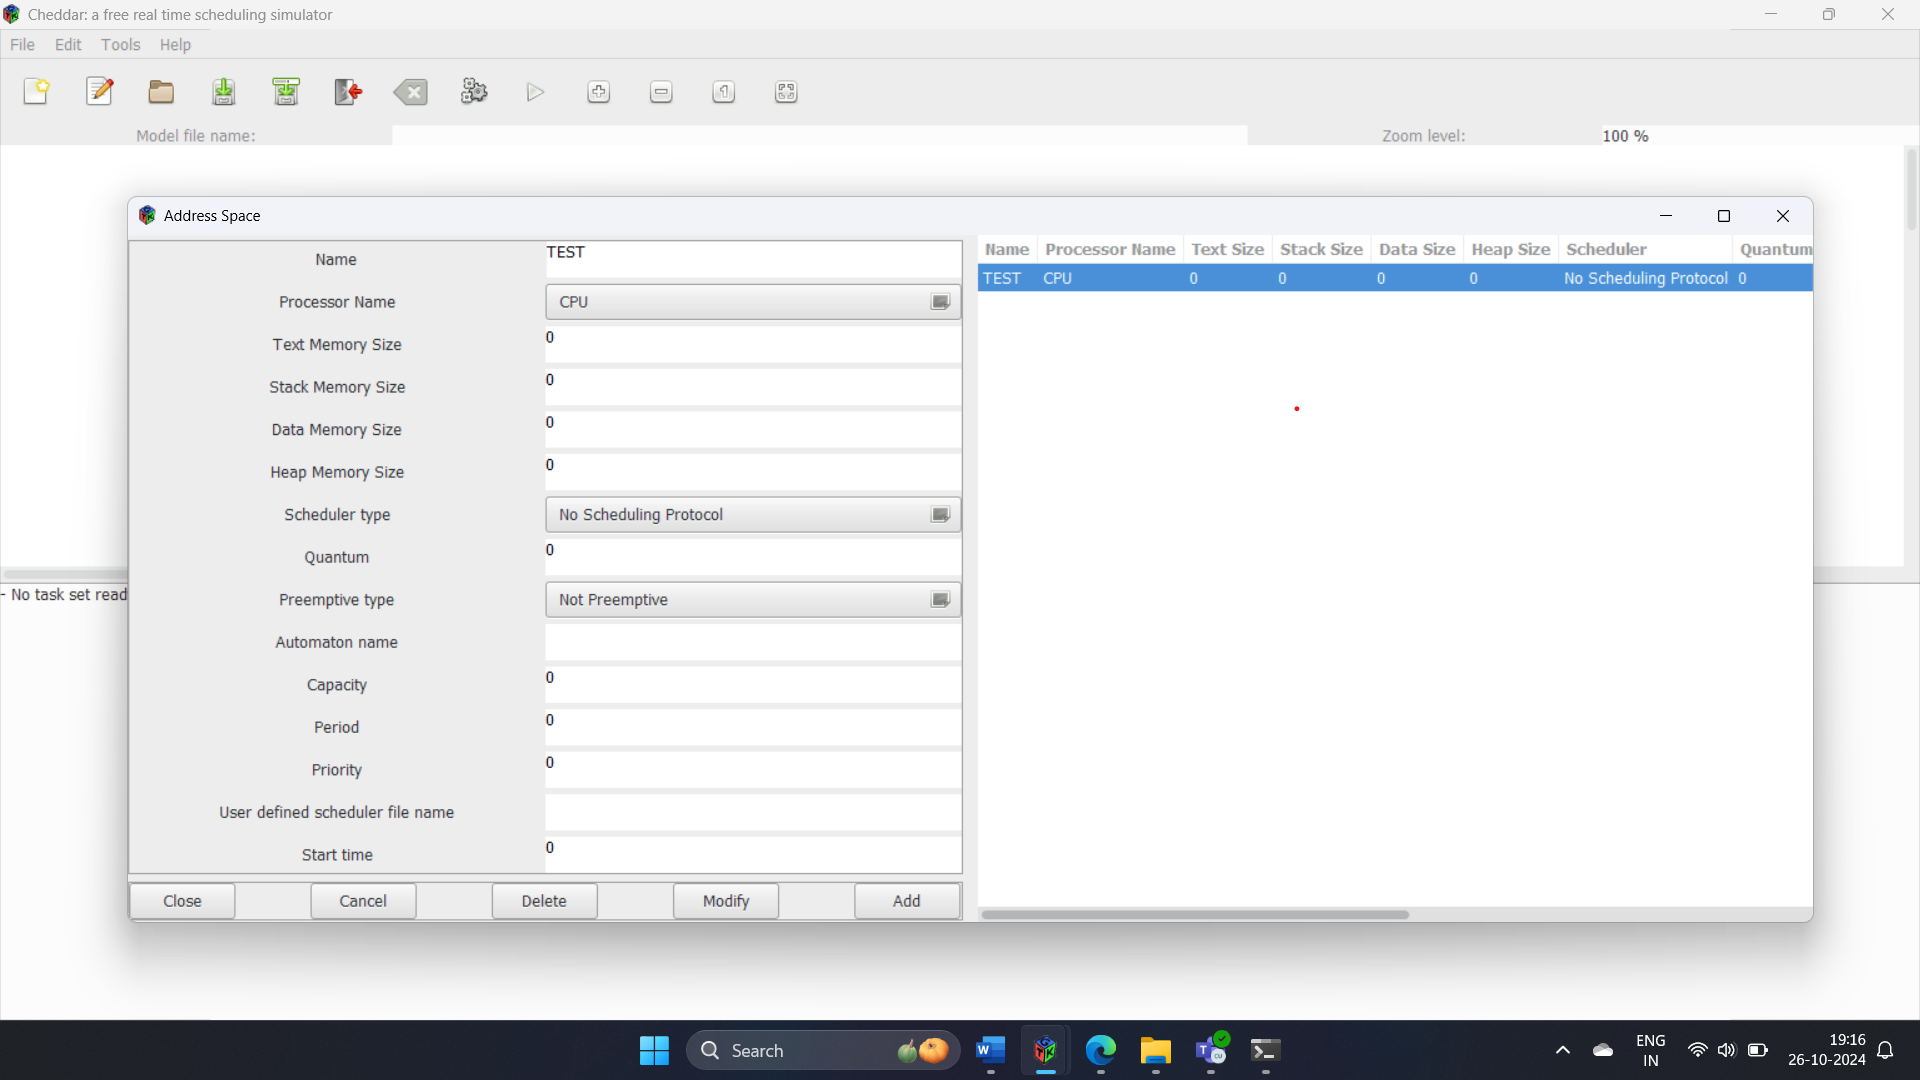 Cheddar: a free real time scheduling simulator
File Edit Tools Help
Model file name:
Zoom level: 100 %
Address Space
Name TEST
Processor Name CPU
Text Memory Size 0
Stack Memory Size 0
Data Memory Size 0
Heap Memory Size 0
Scheduler type No Scheduling Protocol
Quantum 0
Preemptive type Not Preemptive
Automaton name
Capacity 0
Period 0
Priority 0
User defined scheduler file name
Start time 0
Close Cancel Delete Modify Add
Name Processor Name Text Size Stack Size Data Size Heap Size Scheduler Quantum
TEST CPU 0 0 0 0 No Scheduling Protocol 0
- No task set read
Search
ENG
IN
19:16
26-10-2024